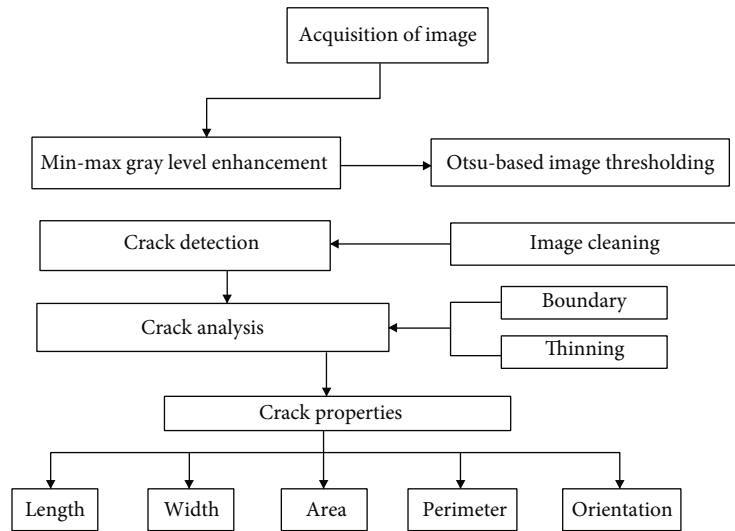 Acquisition of image
Min-max gray level enhancement
Otsu-based image thresholding
Crack detection
Image cleaning
Boundary
Crack analysis
Thinning
Crack properties
Length
Width
Area
Perimeter
Orientation